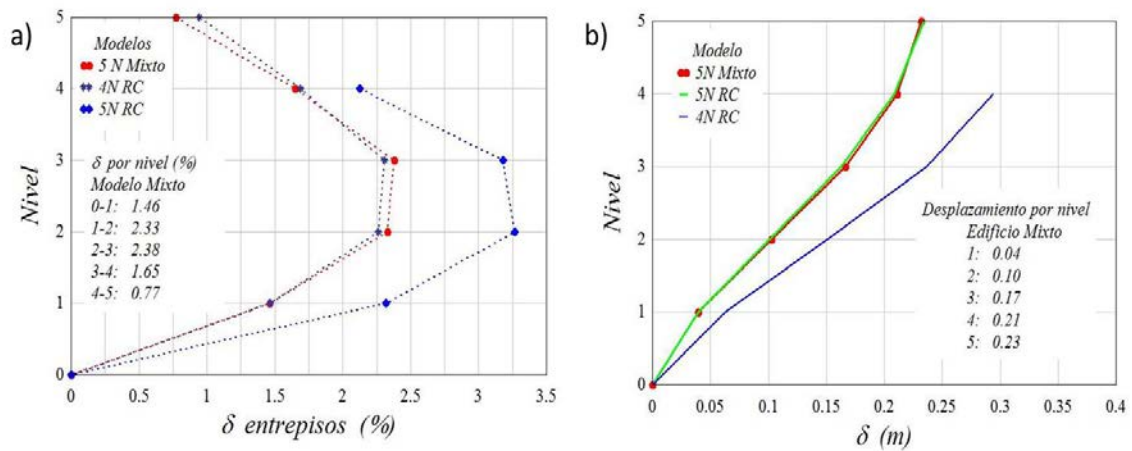 a)
Nivel
5
4
3
2
1
0
Modelos
5 N Mixto
4N RC
5N RC
δ por nivel (%)
Modelo Mixto
0-1: 1.46
1-2: 2.33
2-3: 2.38
3-4: 1.65
4-5: 0.77
0 0.5 1 1.5 2 2.5 3 3.5
δ entrepisos (%)
b)
Nivel
5
4
3
2
1
0
Modelo
5N Mixto
5N RC
4N RC
Desplazamiento por nivel
Edificio Mixto
1: 0.04
2: 0.10
3: 0.17
4: 0.21
5: 0.23
0 0.05 0.1 0.15 0.2 0.25 0.3 0.35 0.4
δ (m)